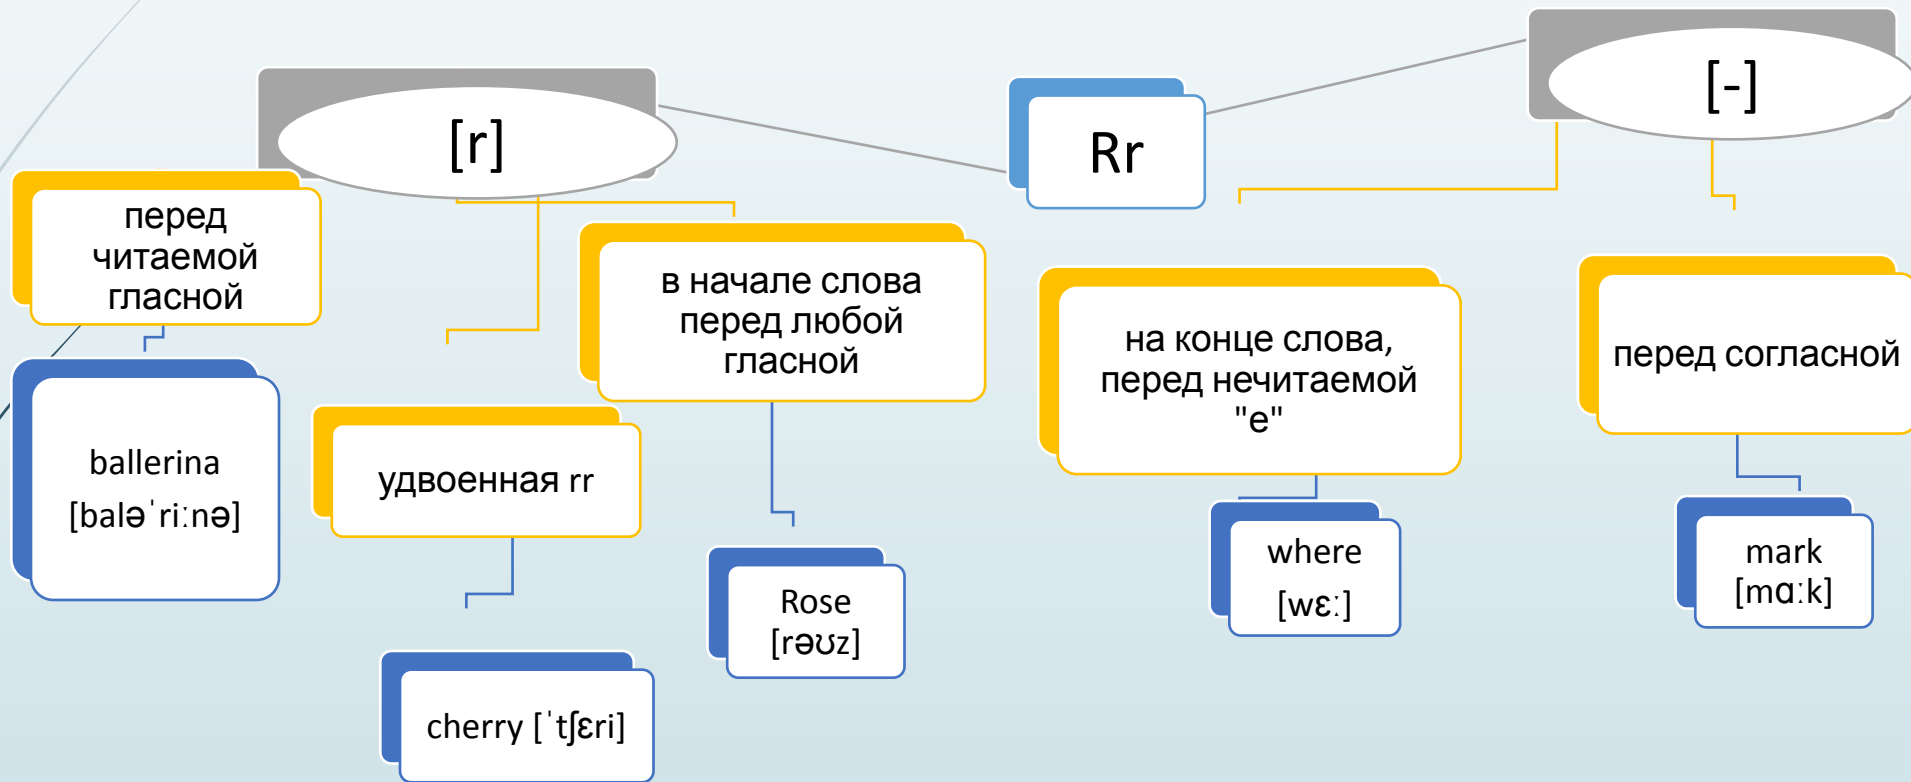 [r]
Rr
[-]
перед
читаемой
гласной
в начале слова
перед любой
гласной
на конце слова,
перед нечитаемой
"е"
перед согласной
ballerina
[baləˈriːnə]
удвоенная rr
Rose
[rəʊz]
where
[wɛː]
mark
[mɑːk]
cherry [ˈtʃɛri]